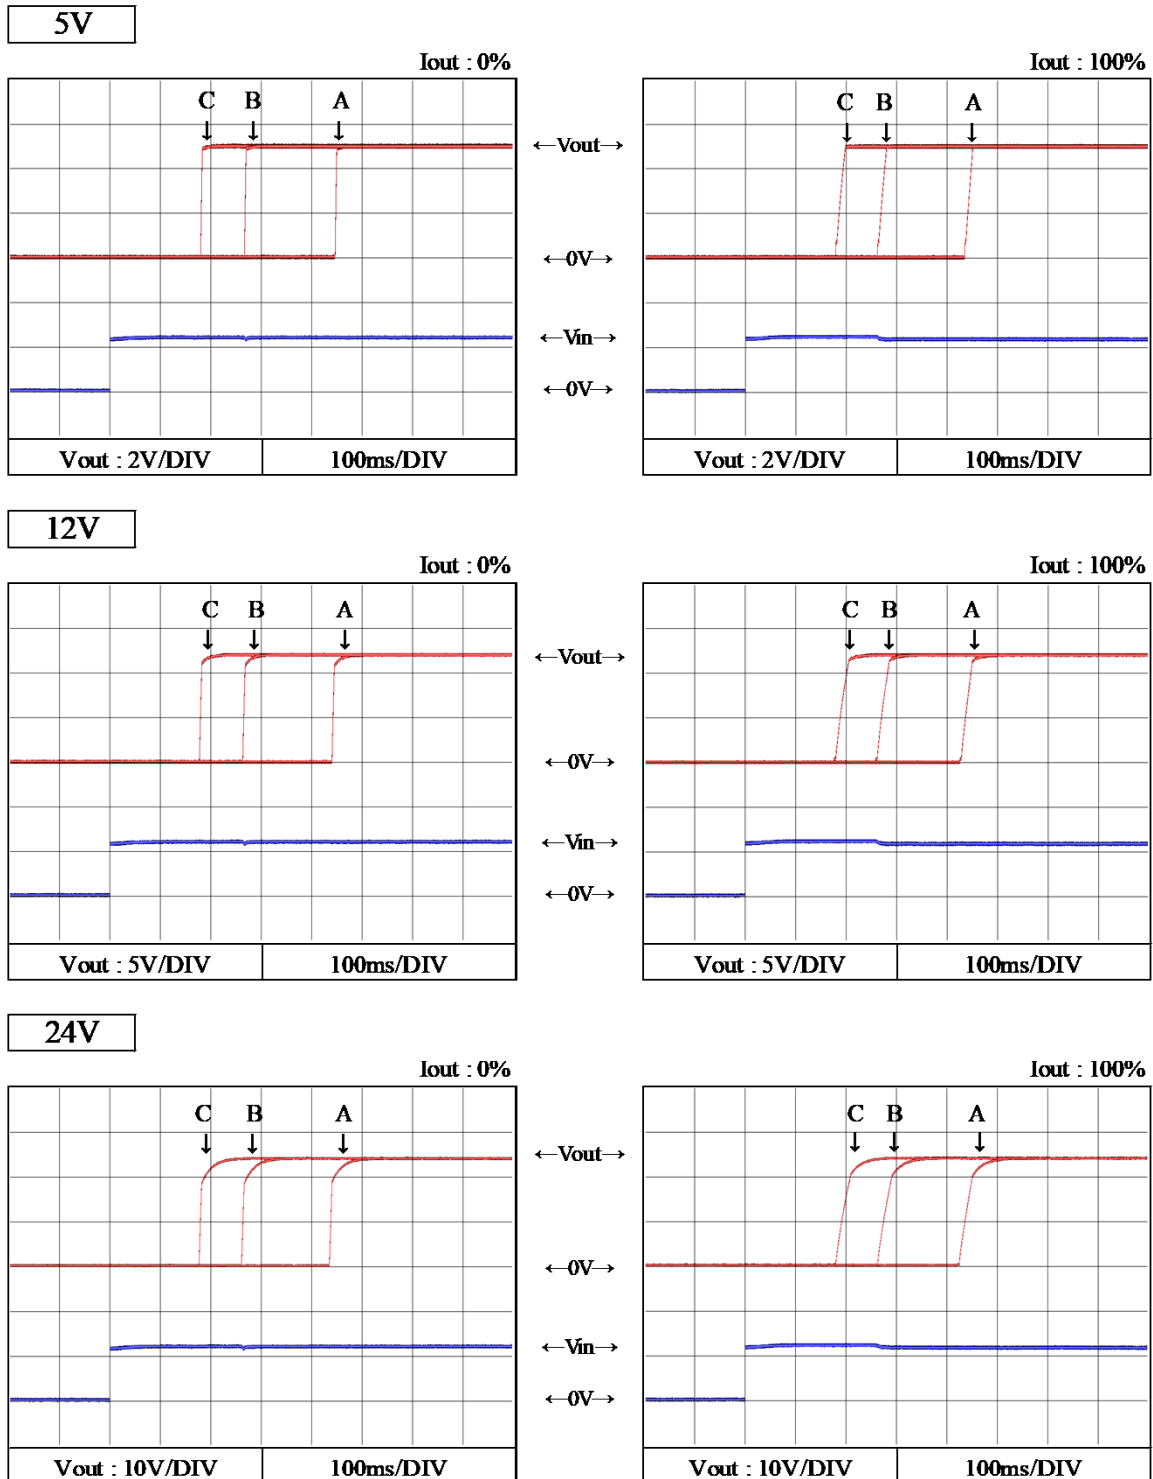 5V
Iout : 0%
Iout : 100%
C B A
C B A
←Vout→
←0V→
←Vin→
←0V→
Vout : 2V/DIV
100ms/DIV
Vout : 2V/DIV
100ms/DIV
12V
Iout : 0%
Iout : 100%
C B A
C B A
←Vout→
←0V→
←Vin→
←0V→
Vout : 5V/DIV
100ms/DIV
Vout : 5V/DIV
100ms/DIV
24V
Iout : 0%
Iout : 100%
C B A
C B A
←Vout→
←0V→
←Vin→
←0V→
Vout : 10V/DIV
100ms/DIV
Vout : 10V/DIV
100ms/DIV